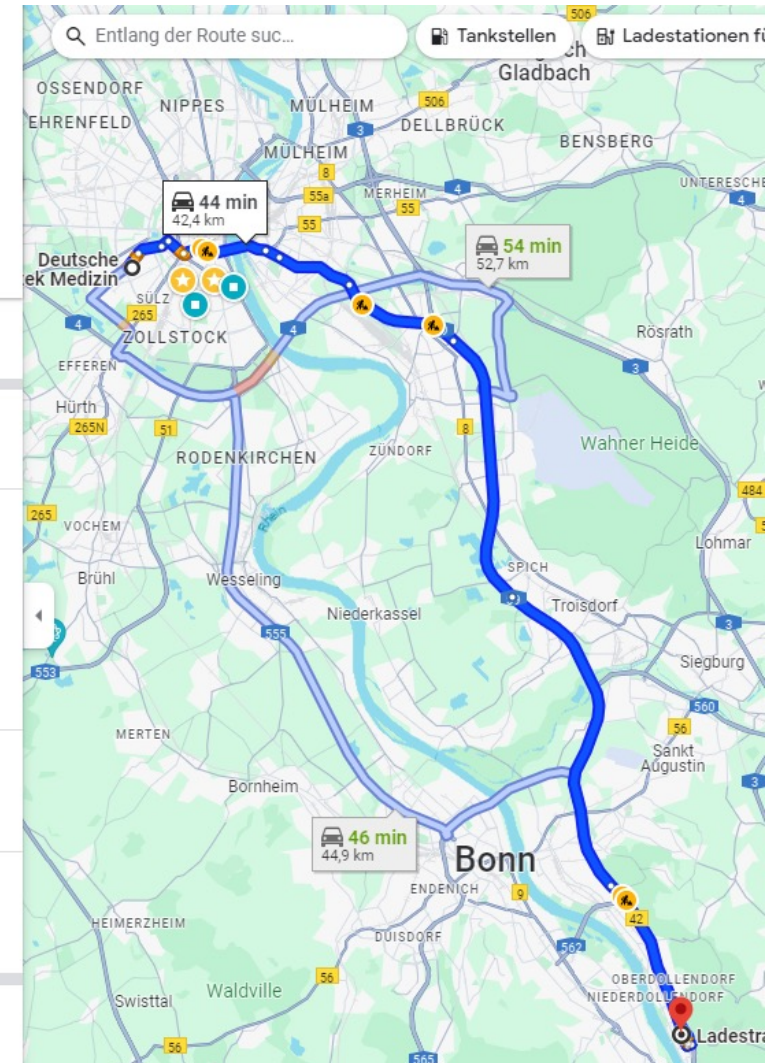 Entlang der Route suc...
Tankstellen
Ladestationen fü
506
Gladbach
OSSENDORF
NIPPES
MÜLHEIM
506
EHRENFELD
3
DELLBRÜCK
BENSBERG
MÜLHEIM
8
UNTERESCHE
55a
MERHEIM
4
4
55
44 min
42,4 km
55
54 min
52,7 km
Deutsche
ek Medizin
SÜLZ
265
4
ZOLLSTOCK
4
Rösrath
EFFEREN
3
Hürth
265N
51
8
Wahner Heide
RODENKIRCHEN
ZÜNDORF
484
265
Rhein
VOCHEM
Lohmar
Brühl
Wesseling
SPICH
Niederkassel
59
Troisdorf
555
3
553
Siegburg
560
MERTEN
56
Sankt
Augustin
3
Bornheim
46 min
44,9 km
Bonn
ENDENICH
9
42
HEIMERZHEIM
DUISDORF
562
56
OBERDOLLENDORF
Waldville
NIEDERDOLLENDORF
Swisttal
Ladestra
56
565